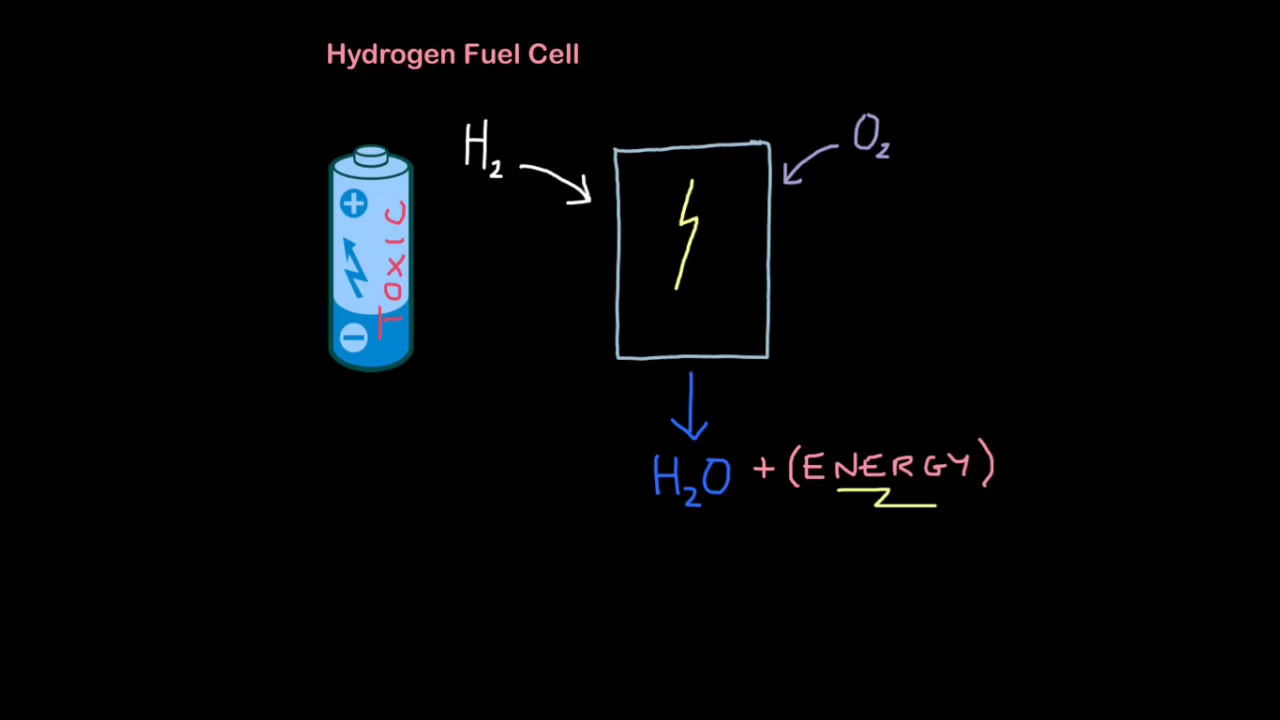 Hydrogen Fuel Cell
H₂
O₂
TOXIC
H₂O + (ENERGY)